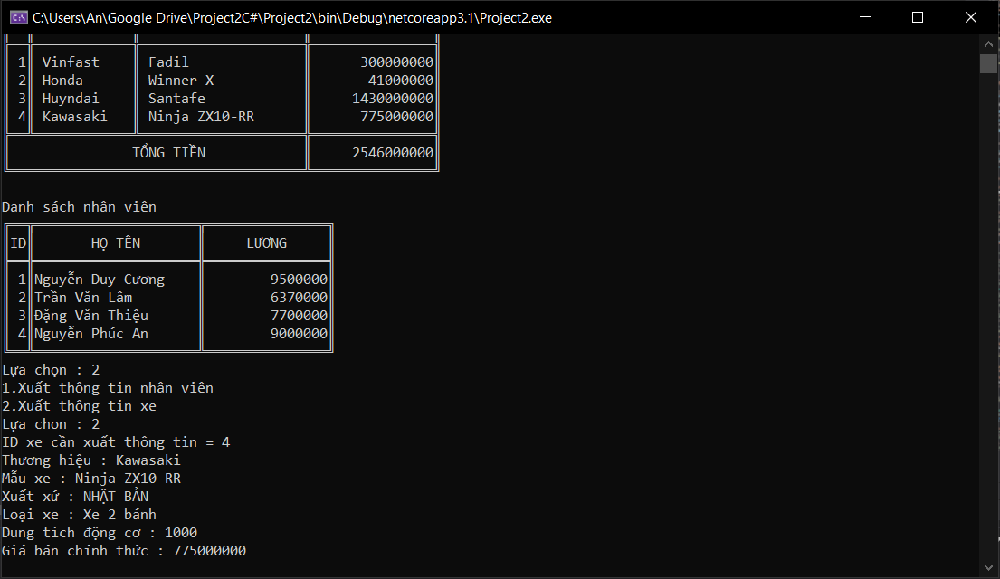 C:\Users\An\Google Drive\Project2C#\Project2\bin\Debug\netcoreapp3.1\Project2.exe
1 Vinfast Fadil 300000000
2 Honda Winner X 41000000
3 Huyndai Santafe 1430000000
4 Kawasaki Ninja ZX10-RR 775000000
TỔNG TIỀN 2546000000
Danh sách nhân viên
ID HỌ TÊN LƯƠNG
1 Nguyễn Duy Cương 9500000
2 Trần Văn Lâm 6370000
3 Đặng Văn Thiệu 7700000
4 Nguyễn Phúc An 9000000
Lựa chọn : 2
1.Xuất thông tin nhân viên
2.Xuất thông tin xe
Lựa chon : 2
ID xe cần xuất thông tin = 4
Thương hiệu : Kawasaki
Mẫu xe : Ninja ZX10-RR
Xuất xứ : NHẬT BẢN
Loại xe : Xe 2 bánh
Dung tích động cơ : 1000
Giá bán chính thức : 775000000